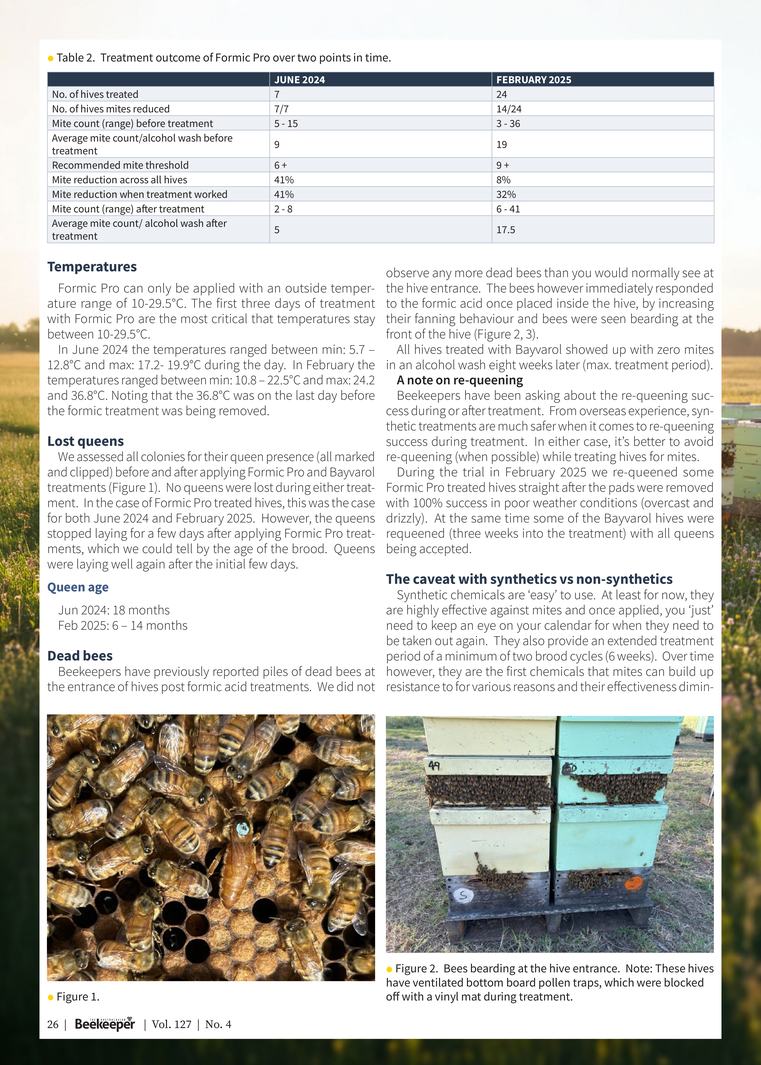 Table 2. Treatment outcome of Formic Pro over two points in time.
JUNE 2024 FEBRUARY 2025
No. of hives treated 7 24
No. of hives mites reduced 7/7 14/24
Mite count (range) before treatment 5 - 15 3 - 36
Average mite count/alcohol wash before
treatment 9 19
Recommended mite threshold 6 + 9 +
Mite reduction across all hives 41% 8%
Mite reduction when treatment worked 41% 32%
Mite count (range) after treatment 2 - 8 6 - 41
Average mite count/ alcohol wash after
treatment 5 17.5
Temperatures
Formic Pro can only be applied with an outside temper-
ature range of 10-29.5°C. The first three days of treatment
with Formic Pro are the most critical that temperatures stay
between 10-29.5°C.
In June 2024 the temperatures ranged between min: 5.7 –
12.8°C and max: 17.2- 19.9°C during the day. In February the
temperatures ranged between min: 10.8 – 22.5°C and max: 24.2
and 36.8°C. Noting that the 36.8°C was on the last day before
the formic treatment was being removed.
Lost queens
We assessed all colonies for their queen presence (all marked
and clipped) before and after applying Formic Pro and Bayvarol
treatments (Figure 1). No queens were lost during either treat-
ment. In the case of Formic Pro treated hives, this was the case
for both June 2024 and February 2025. However, the queens
stopped laying for a few days after applying Formic Pro treat-
ments, which we could tell by the age of the brood. Queens
were laying well again after the initial few days.
Queen age
Jun 2024: 18 months
Feb 2025: 6 – 14 months
Dead bees
Beekeepers have previously reported piles of dead bees at
the entrance of hives post formic acid treatments. We did not
observe any more dead bees than you would normally see at
the hive entrance. The bees however immediately responded
to the formic acid once placed inside the hive, by increasing
their fanning behaviour and bees were seen bearding at the
front of the hive (Figure 2, 3).
All hives treated with Bayvarol showed up with zero mites
in an alcohol wash eight weeks later (max. treatment period).
A note on re-queening
Beekeepers have been asking about the re-queening suc-
cess during or after treatment. From overseas experience, syn-
thetic treatments are much safer when it comes to re-queening
success during treatment. In either case, it's better to avoid
re-queening (when possible) while treating hives for mites.
During the trial in February 2025 we re-queened some
Formic Pro treated hives straight after the pads were removed
with 100% success in poor weather conditions (overcast and
drizzly). At the same time some of the Bayvarol hives were
requeened (three weeks into the treatment) with all queens
being accepted.
The caveat with synthetics vs non-synthetics
Synthetic chemicals are ‘easy’ to use. At least for now, they
are highly effective against mites and once applied, you ‘just’
need to keep an eye on your calendar for when they need to
be taken out again. They also provide an extended treatment
period of a minimum of two brood cycles (6 weeks). Over time
however, they are the first chemicals that mites can build up
resistance to for various reasons and their effectiveness dimin-
49
S
Figure 1.
Figure 2. Bees bearding at the hive entrance. Note: These hives
have ventilated bottom board pollen traps, which were blocked
off with a vinyl mat during treatment.
26 | Beekeeper | Vol. 127 | No. 4